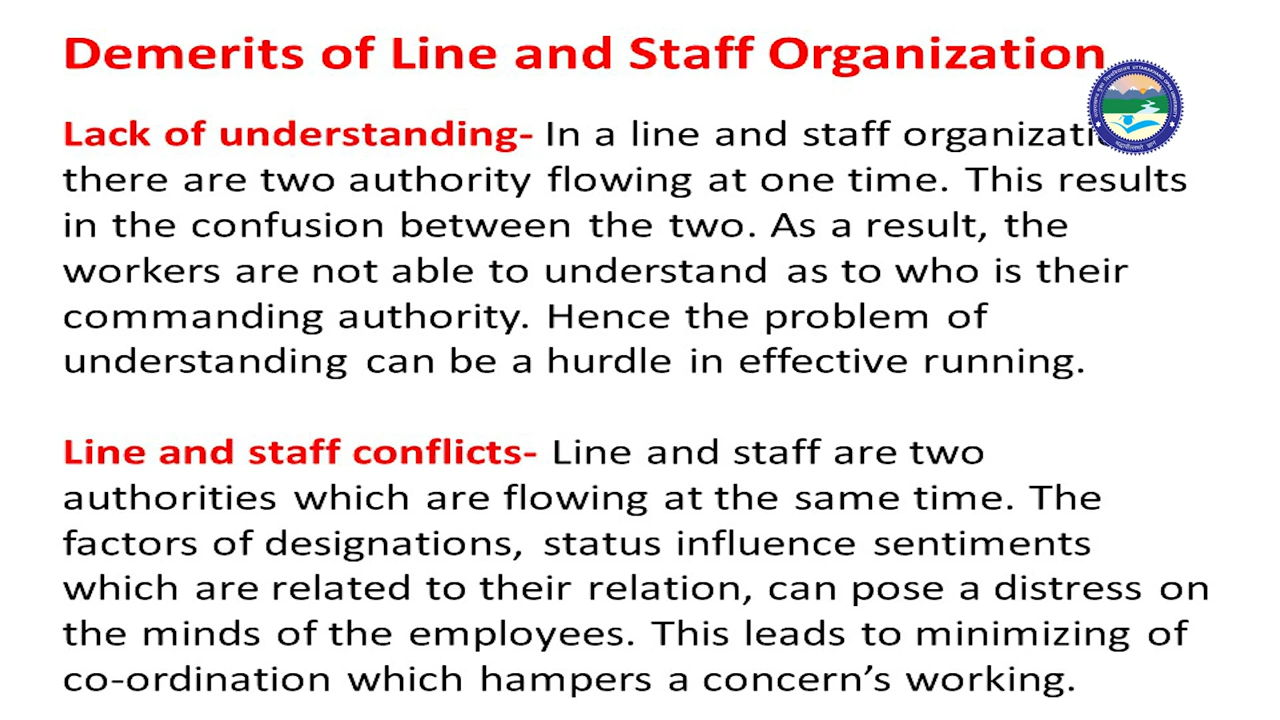 Demerits of Line and Staff Organization
Lack of understanding- In a line and staff
there are two authority flowing at one time. This results
in the confusion between the two. As a result, the
workers are not able to understand as to who is their
commanding authority. Hence the problem of
understanding can be a hurdle in effective running.
Line and staff conflicts- Line and staff are two
authorities which are flowing at the same time. The
factors of designations, status influence sentiments
which are related to their relation, can pose a distress on
the minds of the employees. This leads to minimizing of
co-ordination which hampers a concern’s working.